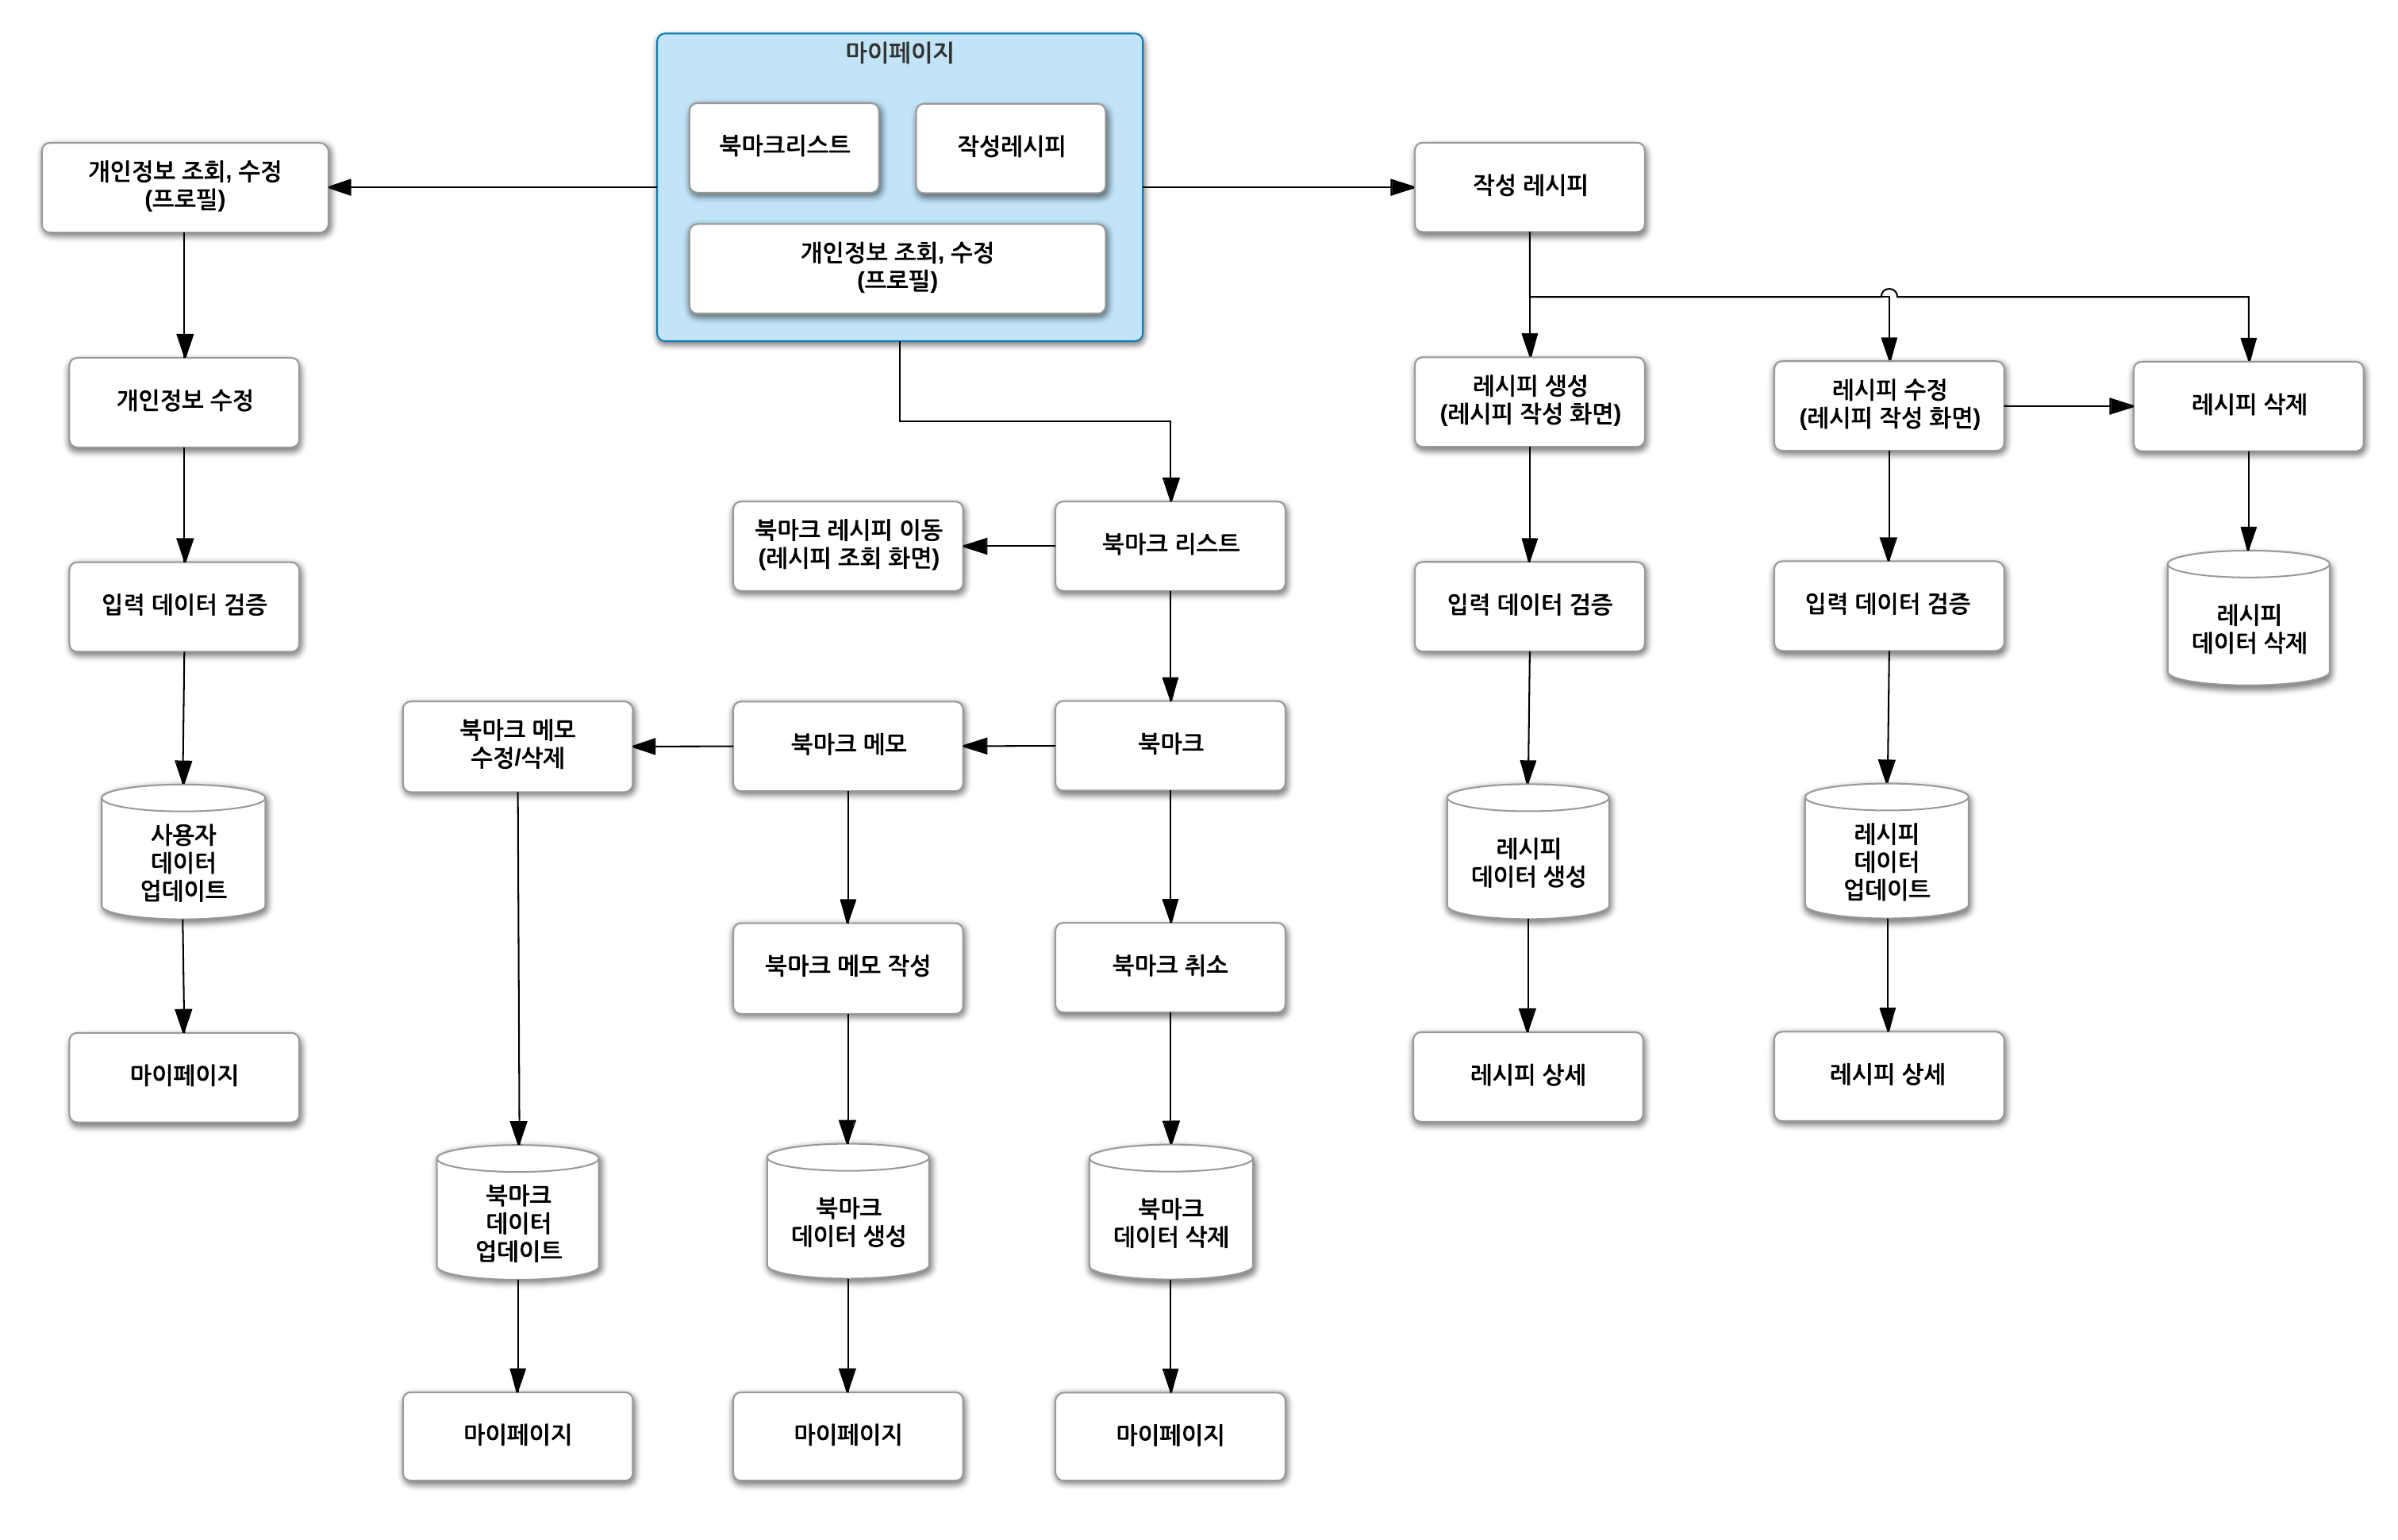 마이페이지
북마크리스트
작성레시피
개인정보 조회, 수정
(프로필)
개인정보 조회, 수정
(프로필)
작성 레시피
개인정보 수정
레시피 생성
(레시피 작성 화면)
레시피 수정
(레시피 작성 화면)
레시피 삭제
북마크 레시피 이동
(레시피 조회 화면)
북마크 리스트
입력 데이터 검증
입력 데이터 검증
입력 데이터 검증
레시피
데이터 삭제
북마크 메모
수정/삭제
북마크 메모
북마크
사용자
데이터
업데이트
레시피
데이터 생성
레시피
데이터
업데이트
북마크 메모 작성
북마크 취소
마이페이지
레시피 상세
레시피 상세
북마크
데이터
업데이트
북마크
데이터 생성
북마크
데이터 삭제
마이페이지
마이페이지
마이페이지